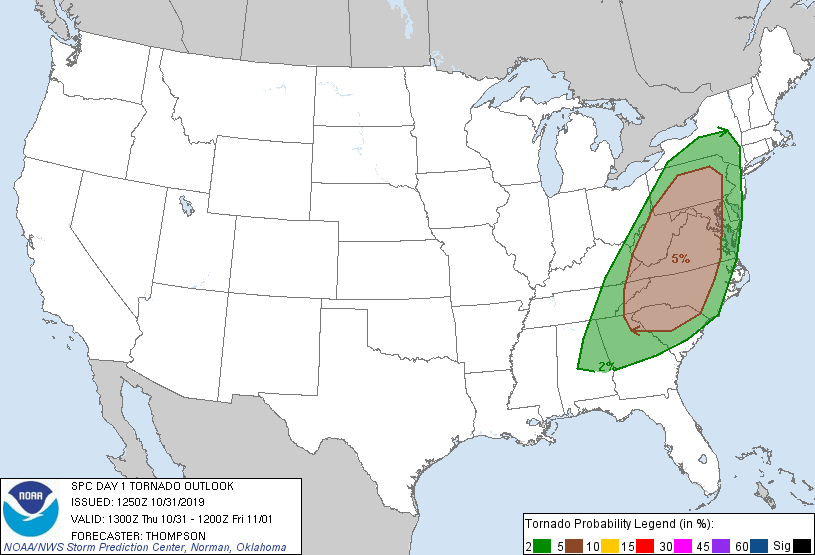 5%
2%
NOAA
SPC DAY 1 TORNADO OUTLOOK
ISSUED: 1250Z 10/31/2019
VALID: 1300Z Thu 10/31 - 1200Z Fri 11/01
FORECASTER: THOMPSON
NOAA/NWS Storm Prediction Center, Norman, Oklahoma
Tornado Probability Legend (in %):
2 5 10 15 30 45 60 Sig